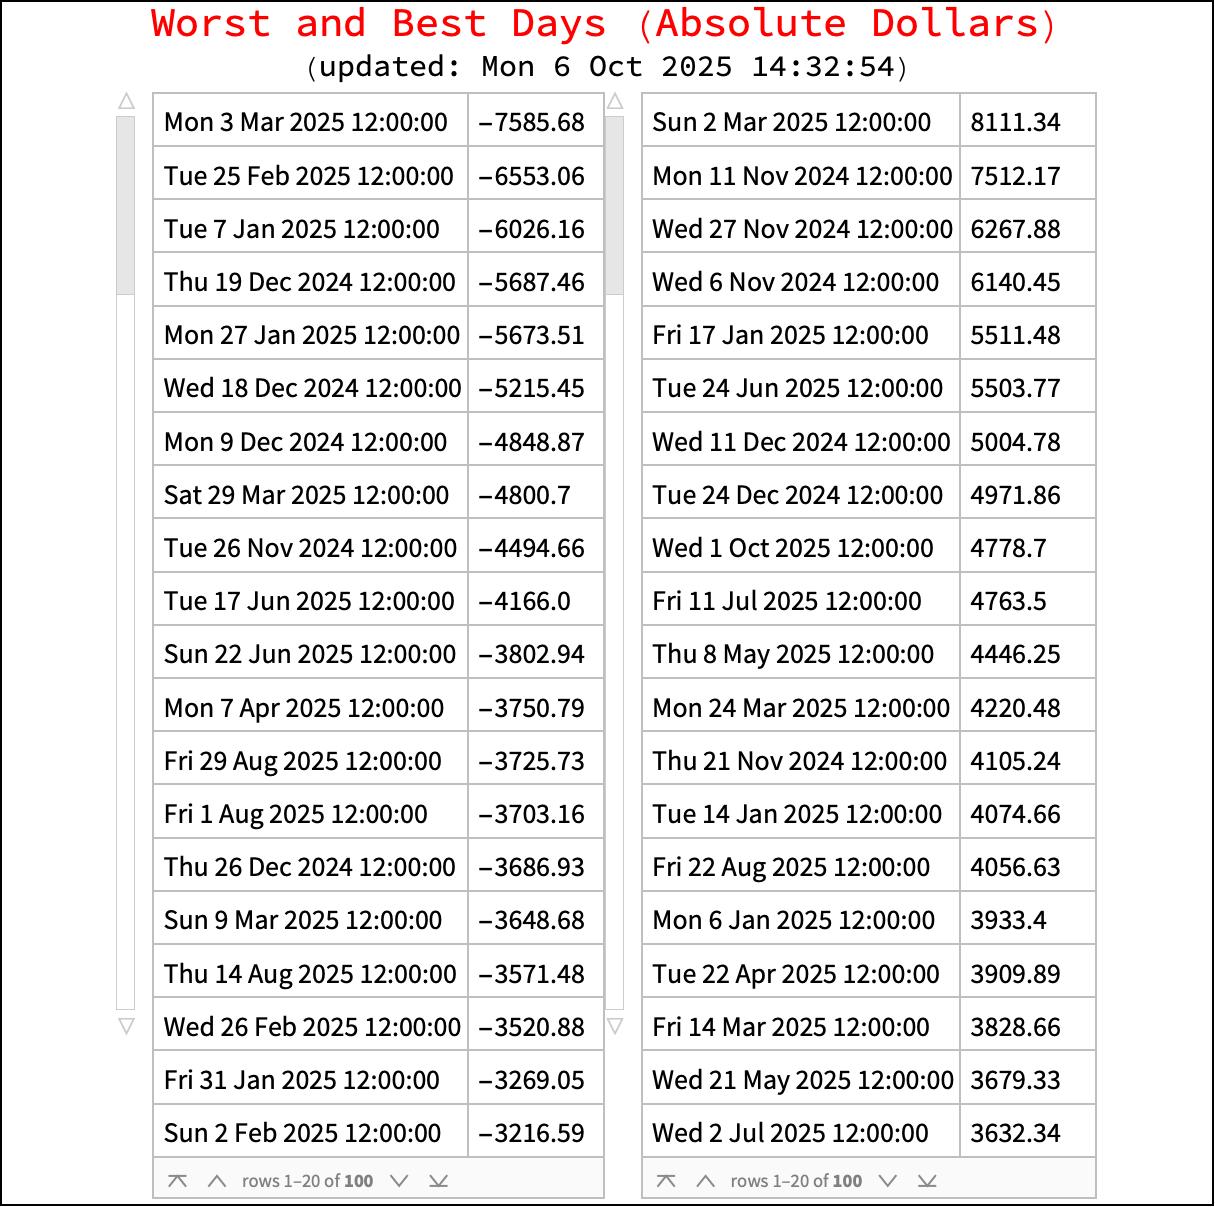 Worst and Best Days (Absolute Dollars)
(updated: Mon 6 Oct 2025 14:32:54)
Mon 3 Mar 2025 12:00:00 −7585.68 Sun 2 Mar 2025 12:00:00 8111.34
Tue 25 Feb 2025 12:00:00 −6553.06 Mon 11 Nov 2024 12:00:00 7512.17
Tue 7 Jan 2025 12:00:00 −6026.16 Wed 27 Nov 2024 12:00:00 6267.88
Thu 19 Dec 2024 12:00:00 −5687.46 Wed 6 Nov 2024 12:00:00 6140.45
Mon 27 Jan 2025 12:00:00 −5673.51 Fri 17 Jan 2025 12:00:00 5511.48
Wed 18 Dec 2024 12:00:00 −5215.45 Tue 24 Jun 2025 12:00:00 5503.77
Mon 9 Dec 2024 12:00:00 −4848.87 Wed 11 Dec 2024 12:00:00 5004.78
Sat 29 Mar 2025 12:00:00 −4800.7 Tue 24 Dec 2024 12:00:00 4971.86
Tue 26 Nov 2024 12:00:00 −4494.66 Wed 1 Oct 2025 12:00:00 4778.7
Tue 17 Jun 2025 12:00:00 −4166.0 Fri 11 Jul 2025 12:00:00 4763.5
Sun 22 Jun 2025 12:00:00 −3802.94 Thu 8 May 2025 12:00:00 4446.25
Mon 7 Apr 2025 12:00:00 −3750.79 Mon 24 Mar 2025 12:00:00 4220.48
Fri 29 Aug 2025 12:00:00 −3725.73 Thu 21 Nov 2024 12:00:00 4105.24
Fri 1 Aug 2025 12:00:00 −3703.16 Tue 14 Jan 2025 12:00:00 4074.66
Thu 26 Dec 2024 12:00:00 −3686.93 Fri 22 Aug 2025 12:00:00 4056.63
Sun 9 Mar 2025 12:00:00 −3648.68 Mon 6 Jan 2025 12:00:00 3933.4
Thu 14 Aug 2025 12:00:00 −3571.48 Tue 22 Apr 2025 12:00:00 3909.89
Wed 26 Feb 2025 12:00:00 −3520.88 Fri 14 Mar 2025 12:00:00 3828.66
Fri 31 Jan 2025 12:00:00 −3269.05 Wed 21 May 2025 12:00:00 3679.33
Sun 2 Feb 2025 12:00:00 −3216.59 Wed 2 Jul 2025 12:00:00 3632.34
rows 1–20 of 100 rows 1–20 of 100